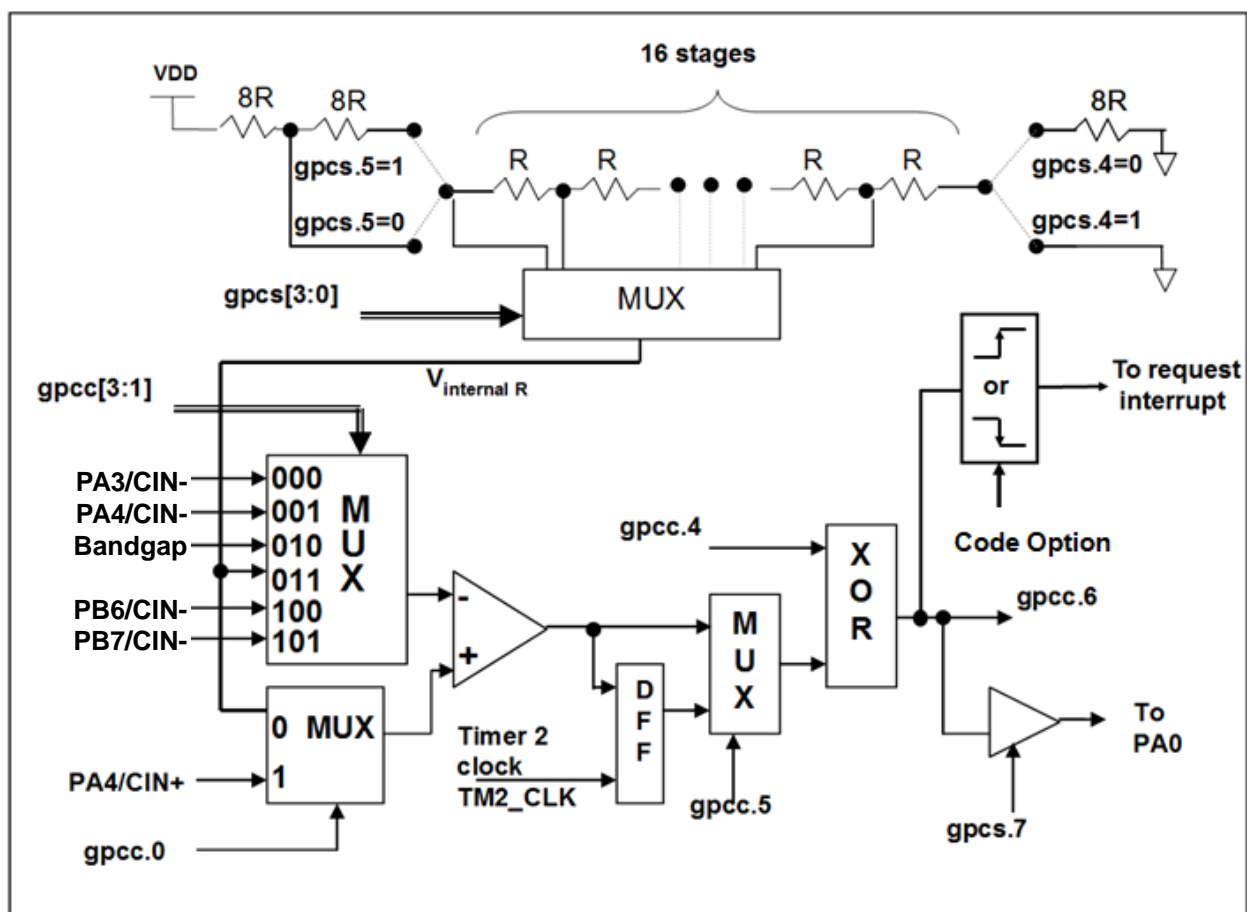 16 stages
VDD
8R
8R
8R
gpcs.5=1
R
R
R
R
gpcs.4=0
gpcs.5=0
gpcs.4=1
gpcs[3:0]
MUX
Vinternal R
gpcc[3:1]
or
To request
interrupt
Code Option
PA3/CIN-
PA4/CIN-
Bandgap
PB6/CIN-
PB7/CIN-
000
001
010
011
100
101
M
U
X
-
+
gpcc.4
X
O
R
gpcc.6
M
U
X
D
F
F
0
MUX
1
PA4/CIN+
gpcc.0
Timer 2
clock
TM2_CLK
gpcc.5
To
PA0
gpcs.7